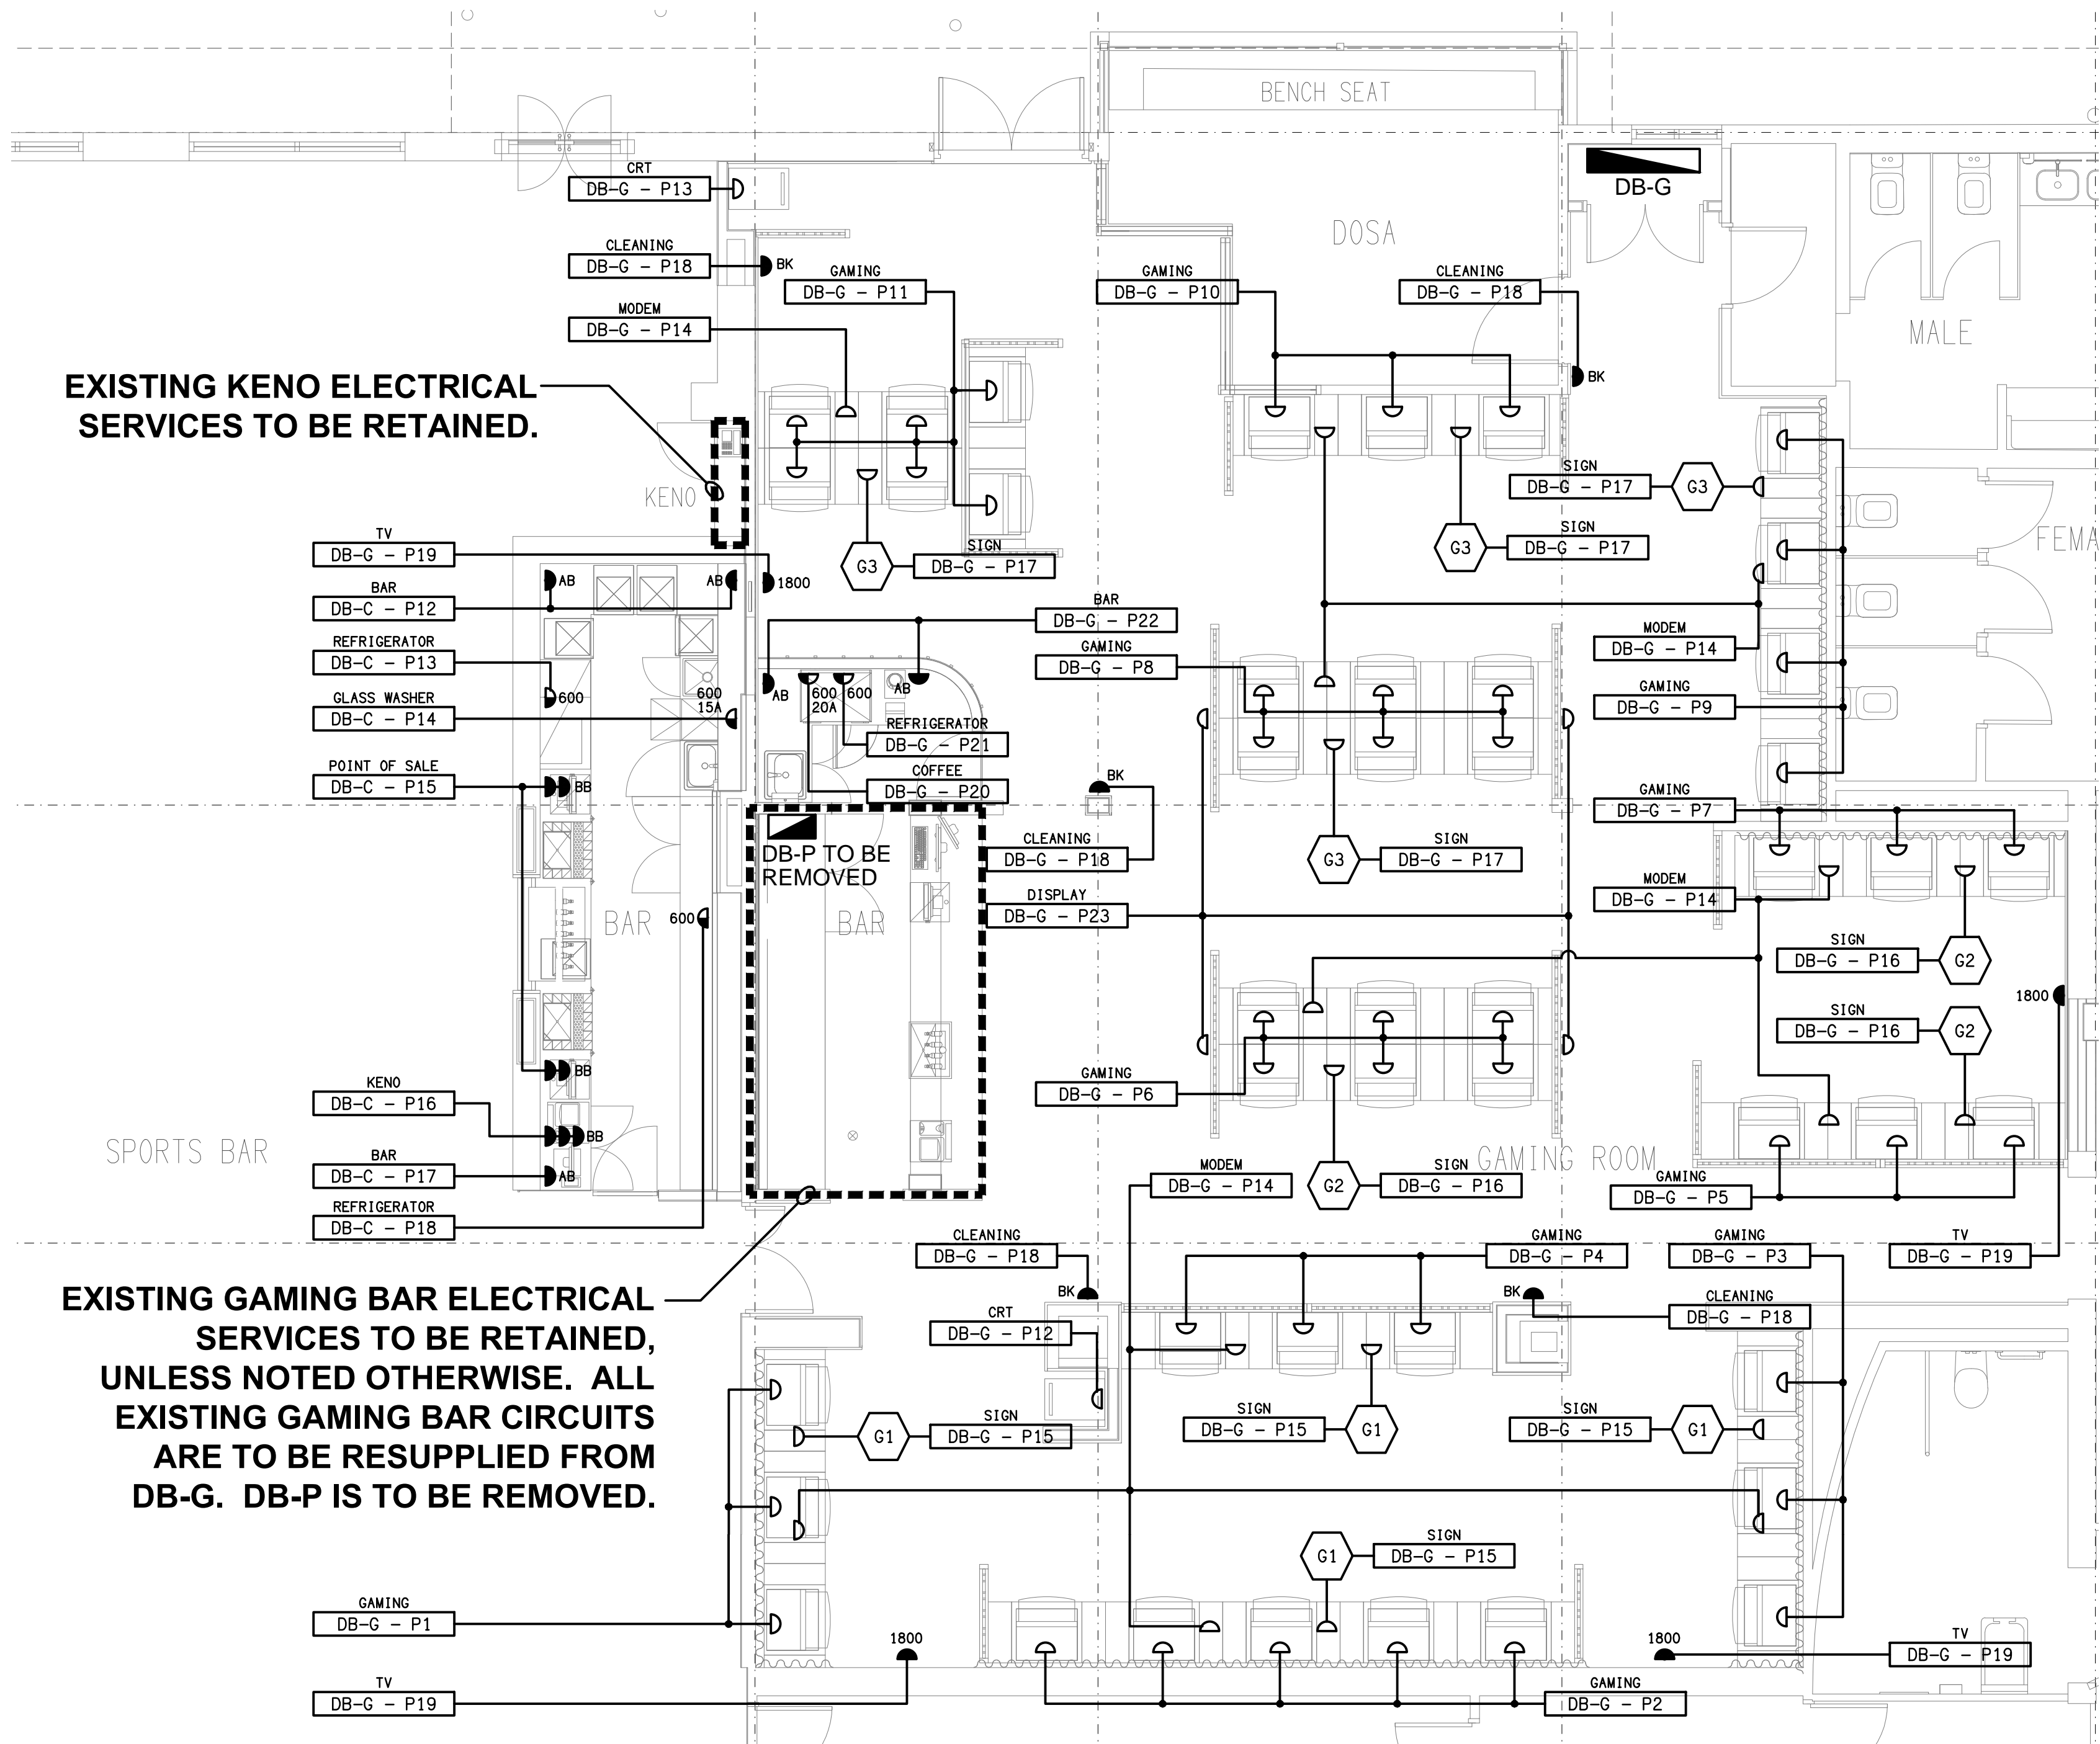 BENCH SEAT
DOSA
DB-G
MALE
CRT
DB-G - P13
CLEANING
DB-G - P18
BK
GAMING
DB-G - P11
GAMING
DB-G - P10
CLEANING
DB-G - P18
BK
MODEM
DB-G - P14
EXISTING KENO ELECTRICAL
SERVICES TO BE RETAINED.
KENO
SIGN
DB-G - P17
G3
SIGN
G3
DB-G - P17
FEMA
TV
DB-G - P19
G3
SIGN
DB-G - P17
AB
AB
1800
BAR
DB-C - P12
BAR
DB-G - P22
REFRIGERATOR
DB-C - P13
600
GAMING
DB-G - P8
MODEM
DB-G - P14
GLASS WASHER
DB-C - P14
600
15A
AB
600
20A
600
AB
GAMING
DB-G - P9
REFRIGERATOR
DB-G - P21
POINT OF SALE
DB-C - P15
BB
COFFEE
DB-G - P20
BK
GAMING
DB-G - P7
DB-P TO BE
REMOVED
CLEANING
DB-G - P18
G3
SIGN
DB-G - P17
MODEM
DB-G - P14
DISPLAY
DB-G - P23
BAR
600
BAR
SIGN
DB-G - P16
G2
1800
SIGN
DB-G - P16
G2
BB
KENO
DB-C - P16
BB
GAMING
DB-G - P6
SPORTS BAR
GAMING ROOM
BAR
DB-C - P17
AB
MODEM
DB-G - P14
G2
SIGN
DB-G - P16
GAMING
DB-G - P5
REFRIGERATOR
DB-C - P18
CLEANING
DB-G - P18
BK
GAMING
DB-G - P4
GAMING
DB-G - P3
TV
DB-G - P19
BK
CLEANING
DB-G - P18
EXISTING GAMING BAR ELECTRICAL
SERVICES TO BE RETAINED,
UNLESS NOTED OTHERWISE. ALL
EXISTING GAMING BAR CIRCUITS
ARE TO BE RESUPPLIED FROM
DB-G. DB-P IS TO BE REMOVED.
CRT
DB-G - P12
G1
SIGN
DB-G - P15
SIGN
DB-G - P15
G1
SIGN
DB-G - P15
G1
G1
SIGN
DB-G - P15
GAMING
DB-G - P1
1800
1800
TV
DB-G - P19
TV
DB-G - P19
GAMING
DB-G - P2